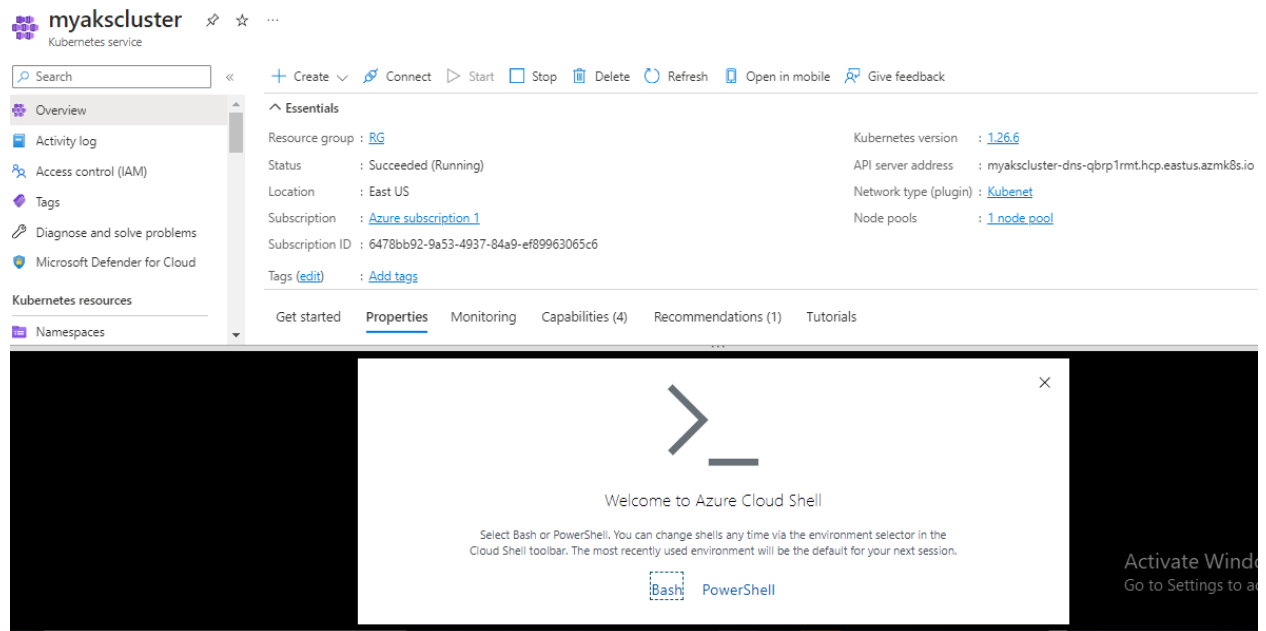 myakscluster
Kubernetes service
Search
Create Connect Start Stop Delete Refresh Open in mobile Give feedback
Overview
Activity log
Access control (IAM)
Tags
Diagnose and solve problems
Microsoft Defender for Cloud
Kubernetes resources
Namespaces
Essentials
Resource group : RG
Status : Succeeded (Running)
Location : East US
Subscription : Azure subscription 1
Subscription ID : 6478bb92-9a53-4937-84a9-ef89963065c6
Tags (edit) : Add tags
Kubernetes version : 1.26.6
API server address : myakscluster-dns-qbrp1rmt.hcp.eastus.azmk8s.io
Network type (plugin) : Kubenet
Node pools : 1 node pool
Get started Properties Monitoring Capabilities (4) Recommendations (1) Tutorials
Welcome to Azure Cloud Shell
Select Bash or PowerShell. You can change shells any time via the environment selector in the
Cloud Shell toolbar. The most recently used environment will be the default for your next session.
Bash PowerShell
Activate Windo
Go to Settings to a